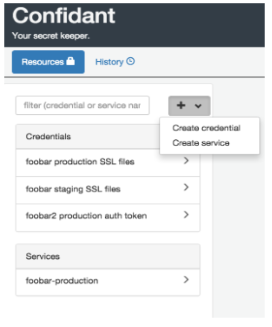 Confidant
Your secret keeper.
Resources
History
filter (credential or service nar
Create credential
Create service
Credentials
foobar production SSL files
foobar staging SSL files
foobar2 production auth token
Services
foobar-production